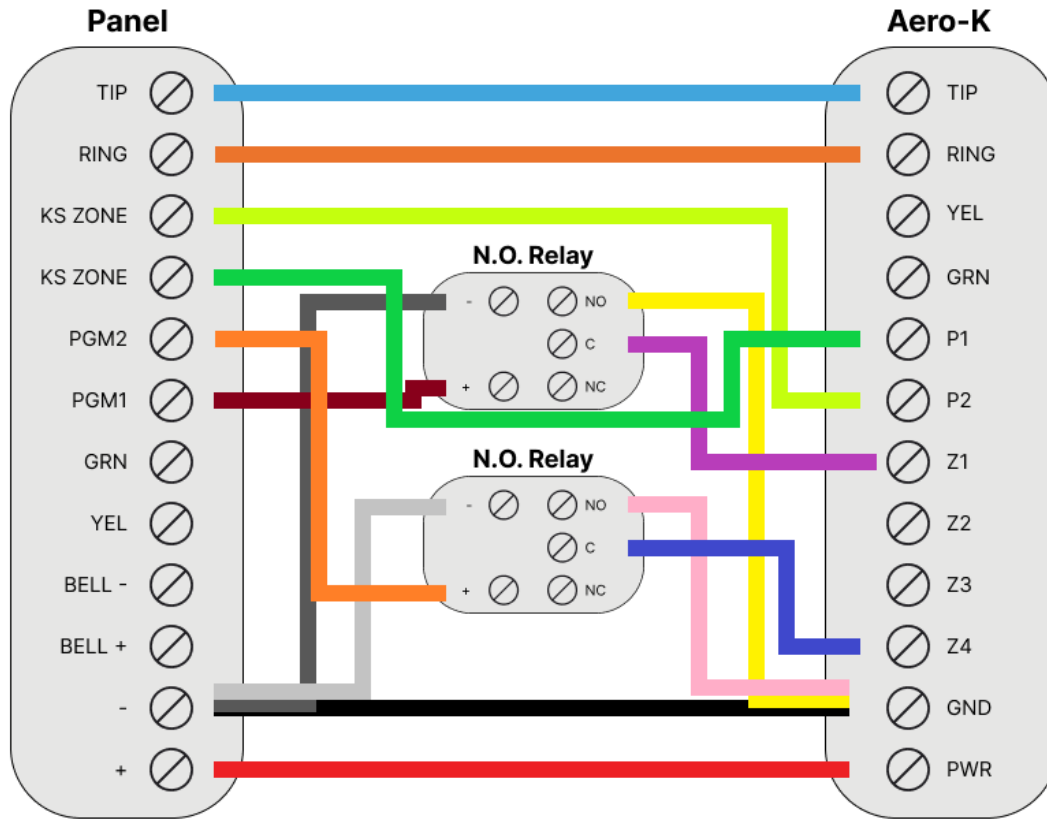 Panel
Aero-K
TIP
RING
KS ZONE
KS ZONE
PGM2
PGM1
GRN
YEL
BELL -
BELL +
-
+
N.O. Relay
-
NO
C
+
NC
N.O. Relay
-
NO
C
+
NC
TIP
RING
YEL
GRN
P1
P2
Z1
Z2
Z3
Z4
GND
PWR